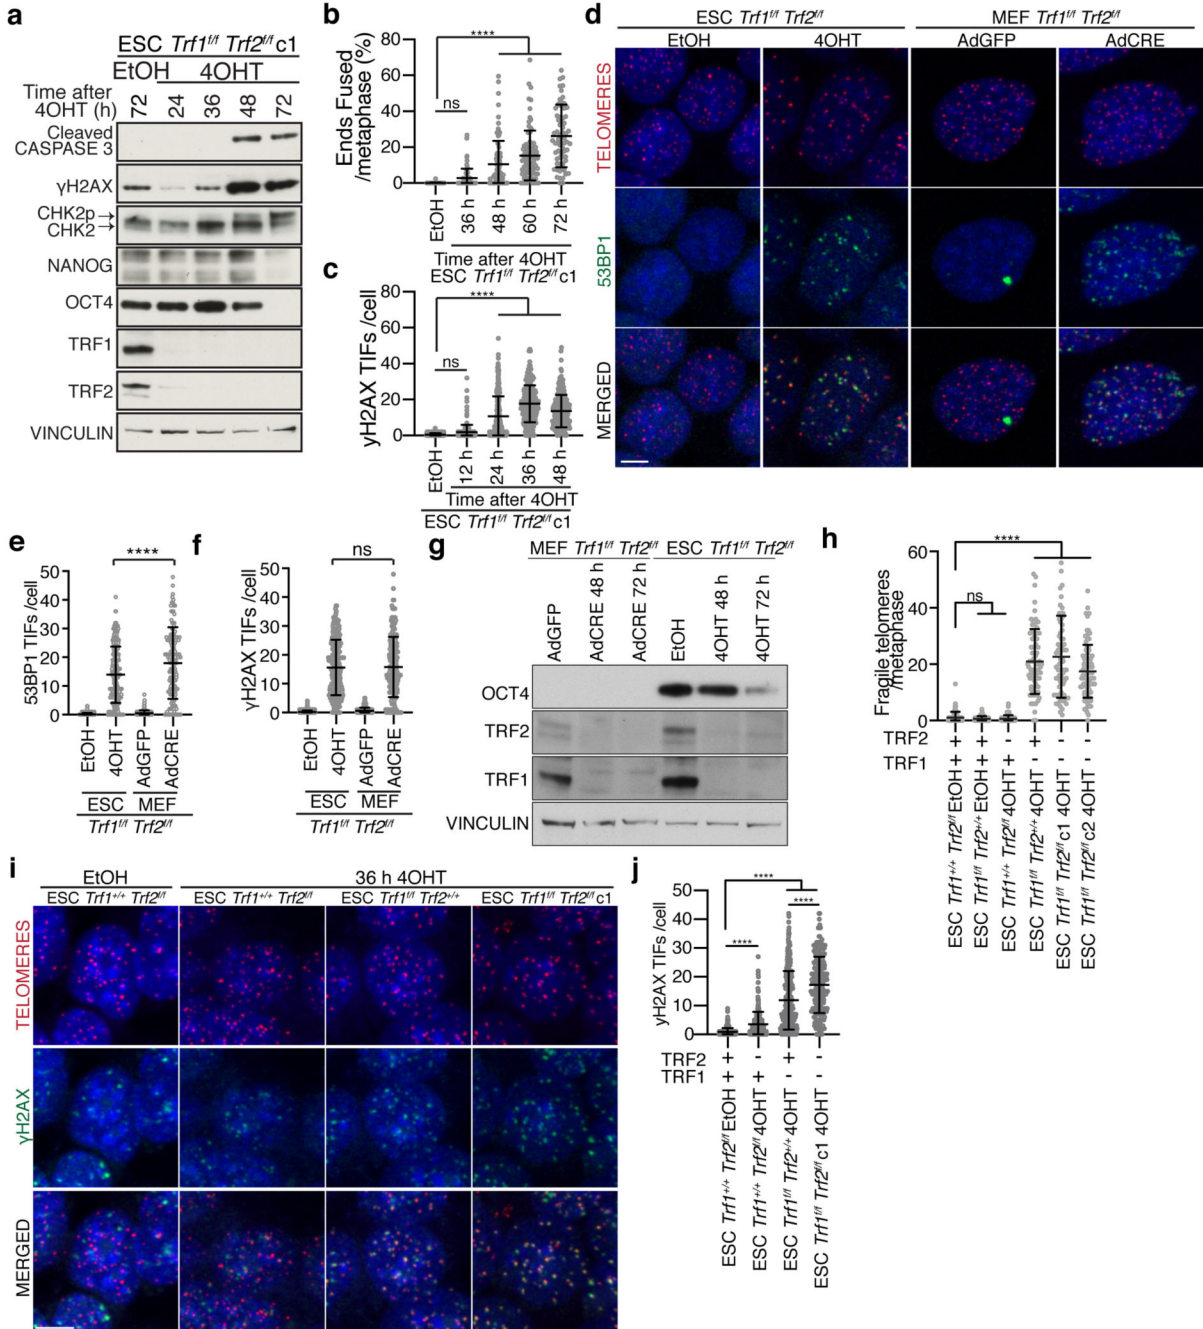 a
ESC Trf1f/f Trf2f/f c1
EtOH 4OHT
Time after
4OHT (h)
72 24 36 48 72
Cleaved
CASPASE 3
γH2AX
CHK2p
CHK2
NANOG
OCT4
TRF1
TRF2
VINCULIN
b
Ends Fused
/metaphase (%)
80
60
40
20
0
ns
****
EtOH
36 h
48 h
60 h
72 h
Time after 4OHT
ESC Trf1f/f Trf2f/f c1
c
yH2AX TIFs /cell
80
60
40
20
0
ns
****
EtOH
12 h
24 h
36 h
48 h
Time after 4OHT
ESC Trf1f/f Trf2f/f c1
d
ESC Trf1f/f Trf2f/f
MEF Trf1f/f Trf2f/f
EtOH 4OHT AdGFP AdCRE
TELOMERES
53BP1
MERGED
e
53BP1 TIFs /cell
50
40
30
20
10
0
****
EtOH
4OHT
AdGFP
AdCRE
ESC MEF
Trf1f/f Trf2f/f
f
γH2AX TIFs /cell
50
40
30
20
10
0
ns
EtOH
4OHT
AdGFP
AdCRE
ESC MEF
Trf1f/f Trf2f/f
g
MEF Trf1f/f Trf2f/f ESC Trf1f/f Trf2f/f
AdGFP
AdCRE 48 h
AdCRE 72 h
EtOH
4OHT 48 h
4OHT 72 h
OCT4
TRF2
TRF1
VINCULIN
h
Fragile telomeres
/metaphase
60
40
20
0
ns
****
TRF2 + + - + - -
TRF1 + + + - - -
ESC Trf1+/+ Trf2f/f EtOH
ESC Trf1f/f Trf2+/+ EtOH
ESC Trf1+/+ Trf2f/f 4OHT
ESC Trf1f/f Trf2+/+ 4OHT
ESC Trf1f/f Trf2f/f c1 4OHT
ESC Trf1f/f Trf2f/f c2 4OHT
i
EtOH 36 h 4OHT
ESC Trf1+/+ Trf2f/f ESC Trf1+/+ Trf2f/f ESC Trf1f/f Trf2+/+ ESC Trf1f/f Trf2f/f c1
TELOMERES
γH2AX
MERGED
j
yH2AX TIFs /cell
50
40
30
20
10
0
****
****
****
TRF2 + - + -
TRF1 + + - -
ESC Trf1+/+ Trf2f/f EtOH
ESC Trf1+/+ Trf2f/f 4OHT
ESC Trf1f/f Trf2+/+ 4OHT
ESC Trf1f/f Trf2f/f c1 4OHT